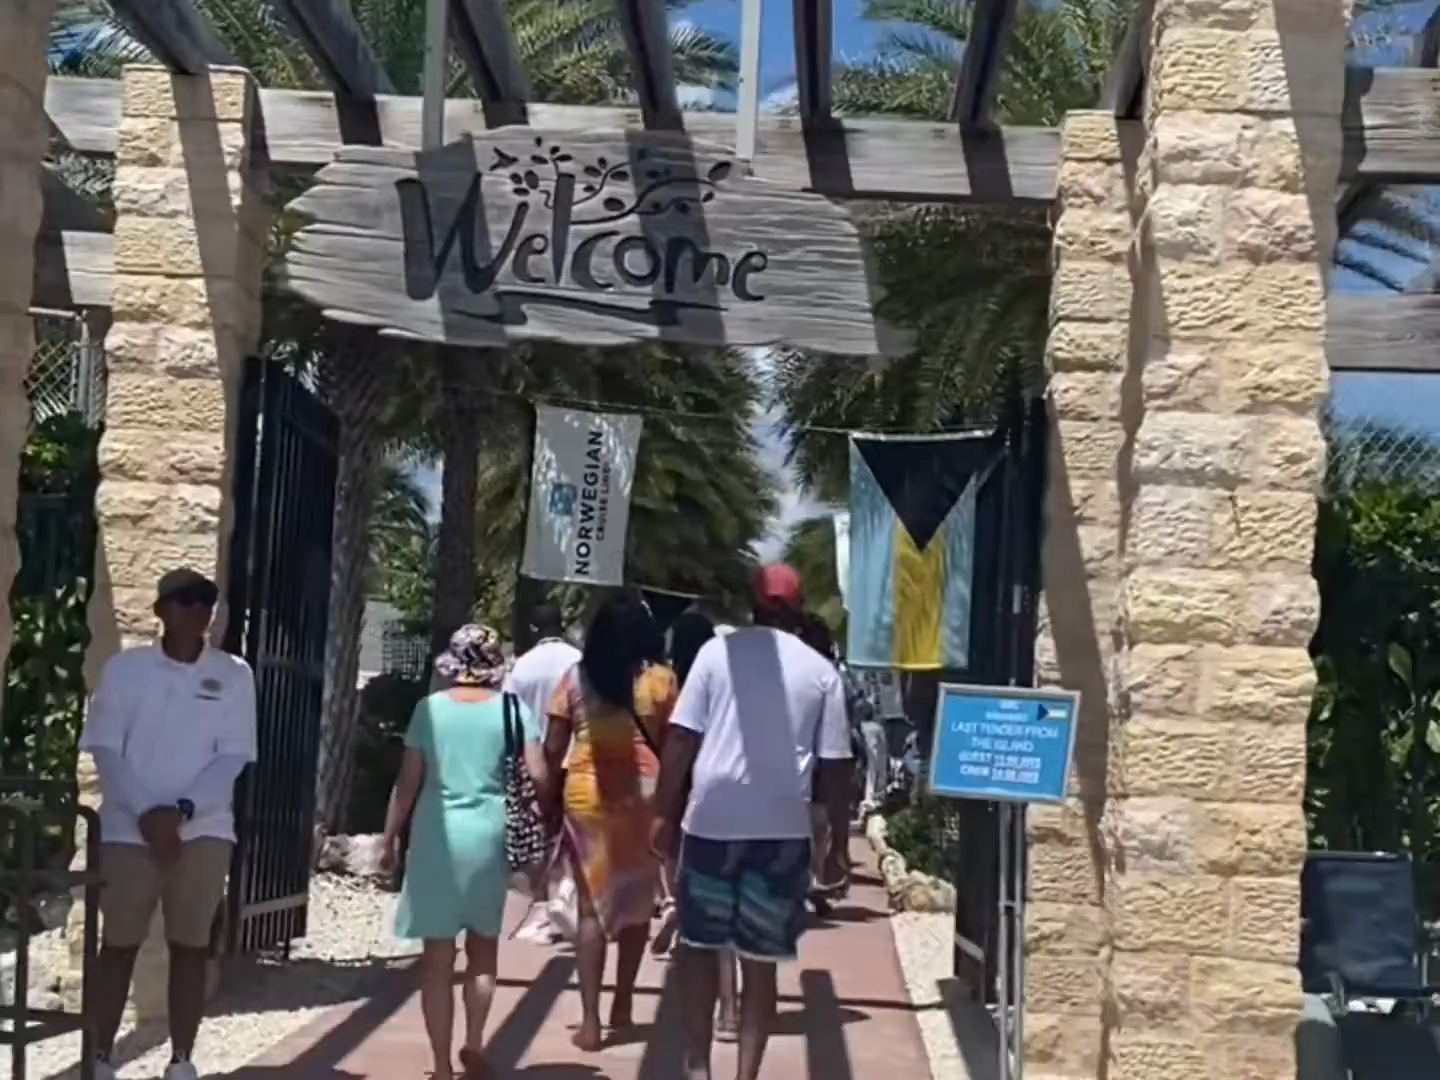 Welcome
NORWEGIAN
CRUISE LINE
LAST TENDER FROM
THE ISLAND
GUEST
CREW